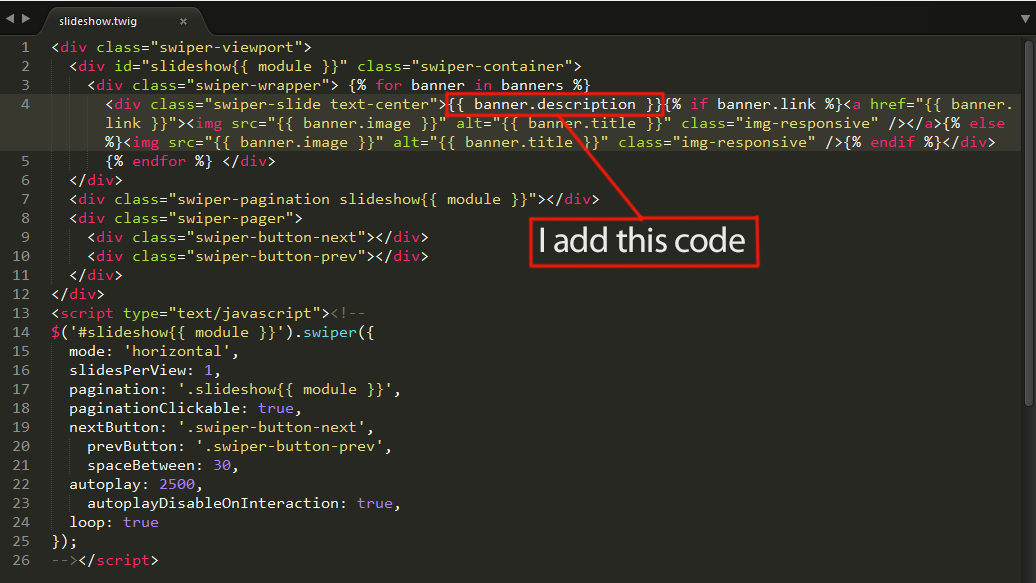 slideshow.twig ×
1 <div class="swiper-viewport">
2 <div id="slideshow{{ module }}" class="swiper-container">
3 <div class="swiper-wrapper"> {% for banner in banners %}
4 <div class="swiper-slide text-center">{{ banner.description }}{% if banner.link %}<a href="{{ banner.
link }}"><img src="{{ banner.image }}" alt="{{ banner.title }}" class="img-responsive" /></a>{% else
%}<img src="{{ banner.image }}" alt="{{ banner.title }}" class="img-responsive" />{% endif %}</div>
5 {% endfor %} </div>
6 </div>
7 <div class="swiper-pagination slideshow{{ module }}"></div>
8 <div class="swiper-pager">
9 <div class="swiper-button-next"></div>
10 <div class="swiper-button-prev"></div>
11 </div>
12 </div>
I add this code
13 <script type="text/javascript"><!--
14 $('#slideshow{{ module }}').swiper({
15 mode: 'horizontal',
16 slidesPerView: 1,
17 pagination: '.slideshow{{ module }}',
18 paginationClickable: true,
19 nextButton: '.swiper-button-next',
20 prevButton: '.swiper-button-prev',
21 spaceBetween: 30,
22 autoplay: 2500,
23 autoplayDisableOnInteraction: true,
24 loop: true
25 });
26 --></script>